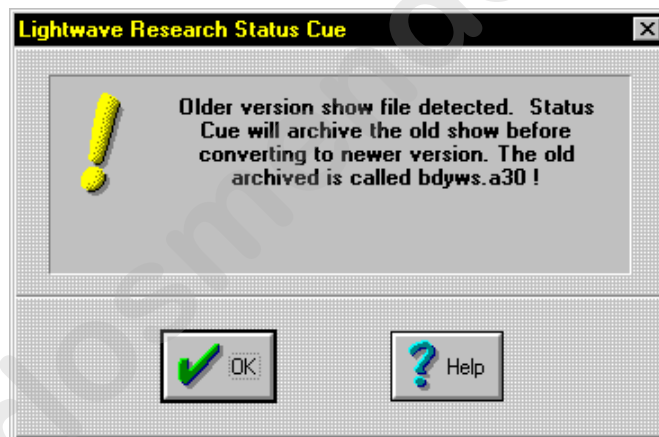 Lightwave Research Status Cue
Older version show file detected.  Status
Cue will archive the old show before
converting to newer version. The old
archived is called bdyws.a30 !
OK
Help